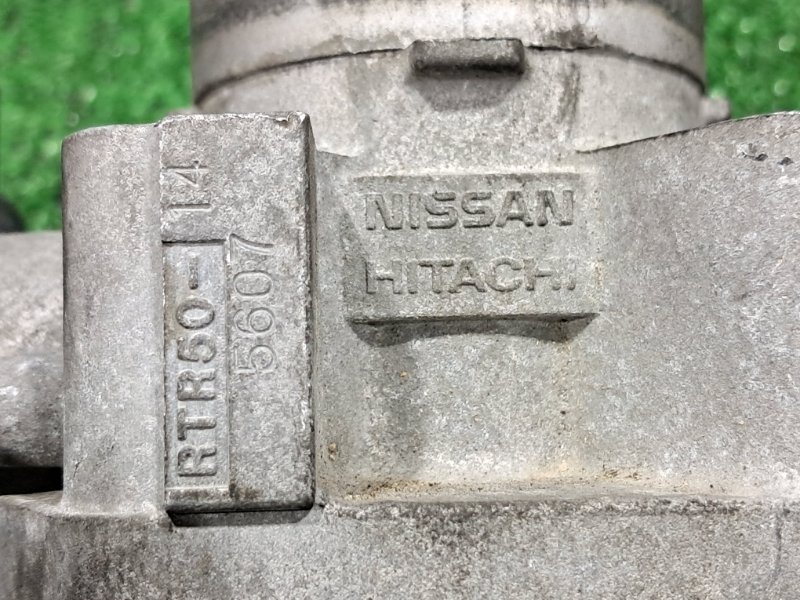 NISSAN
HITACHI
RTR50-14
5607